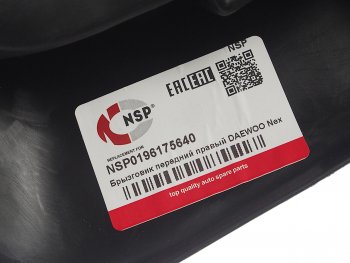 NSP
EAC EAC
NSP
REPLACEMENT FOR
NSP0196175640
Брызговик передний правый DAEWOO Nex
top quality auto spare parts